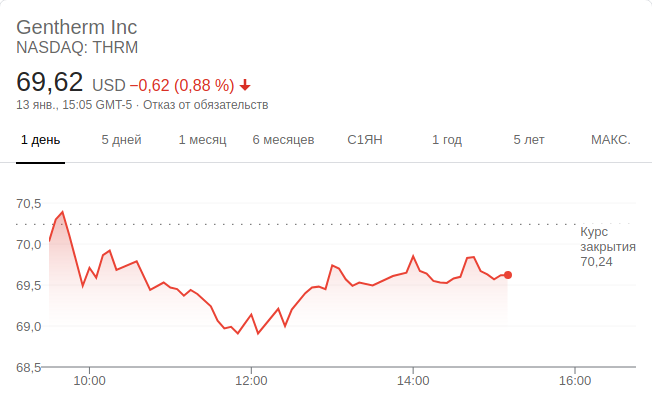 Gentherm Inc
NASDAQ: THRM
69,62 USD −0,62 (0,88 %)
13 янв., 15:05 GMT-5 · Отказ от обязательств
1 день 5 дней 1 месяц 6 месяцев С1ЯН 1 год 5 лет МАКС.
70,5
70,0
69,5
69,0
68,5
Курс
закрытия
70,24
10:00 12:00 14:00 16:00